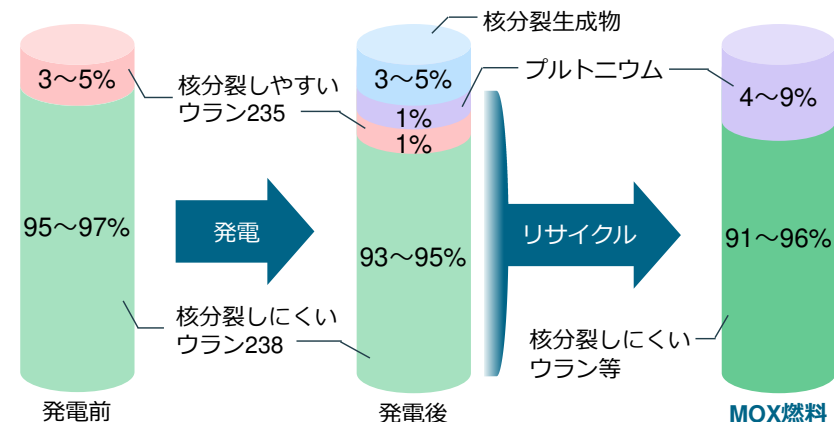 核分裂生成物
3〜5%
核分裂しやすい
ウラン235
3〜5%
プルトニウム
4〜9%
1%
1%
95〜97%
発電
93〜95%
リサイクル
91〜96%
核分裂しにくい
ウラン238
核分裂しにくい
ウラン等
発電前
発電後
MOX燃料